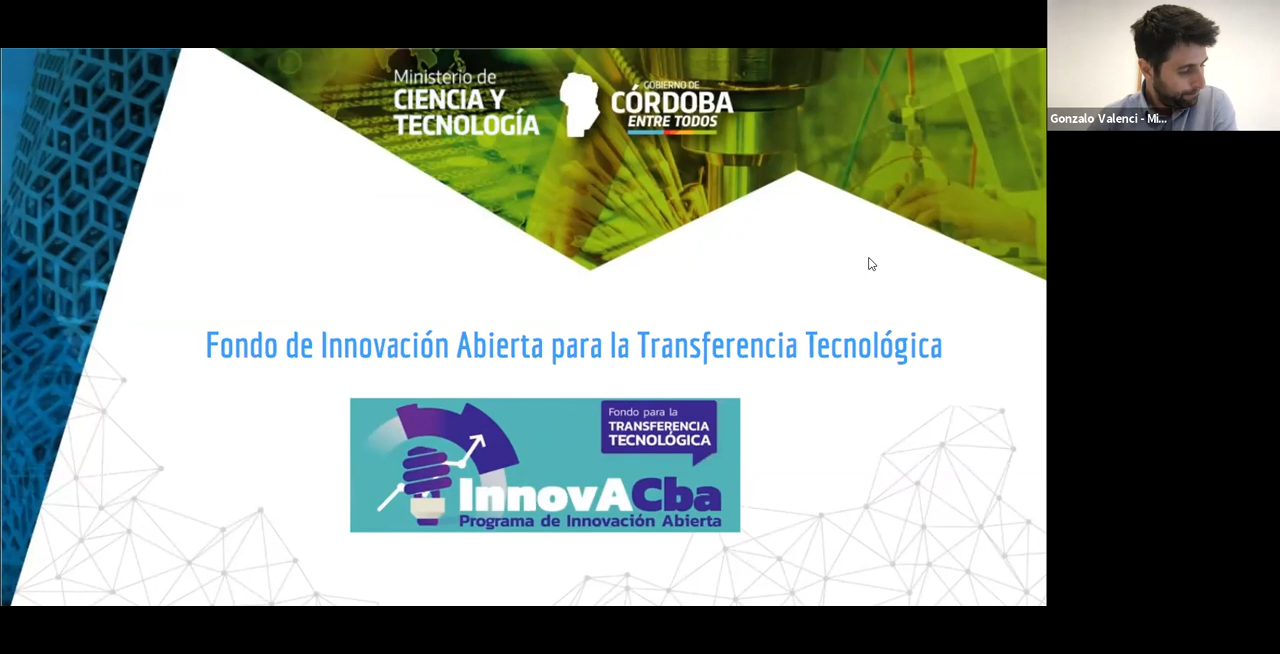 Ministerio de
CIENCIA Y
TECNOLOGÍA
GOBIERNO DE
CÓRDOBA
ENTRE TODOS
Gonzalo Valenci - Mi...
Fondo de Innovación Abierta para la Transferencia Tecnológica
Fondo para la
TRANSFERENCIA
TECNOLÓGICA
InnovACba
Programa de Innovación Abierta